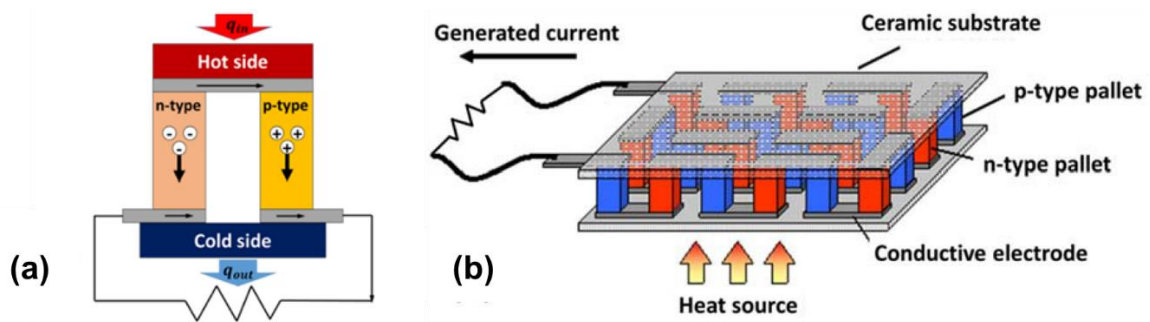 q_in
Hot side
n-type
p-type
- -
-
+ +
+
Cold side
(a)
q_out
Generated current
Ceramic substrate
p-type pallet
n-type pallet
Conductive electrode
(b)
Heat source